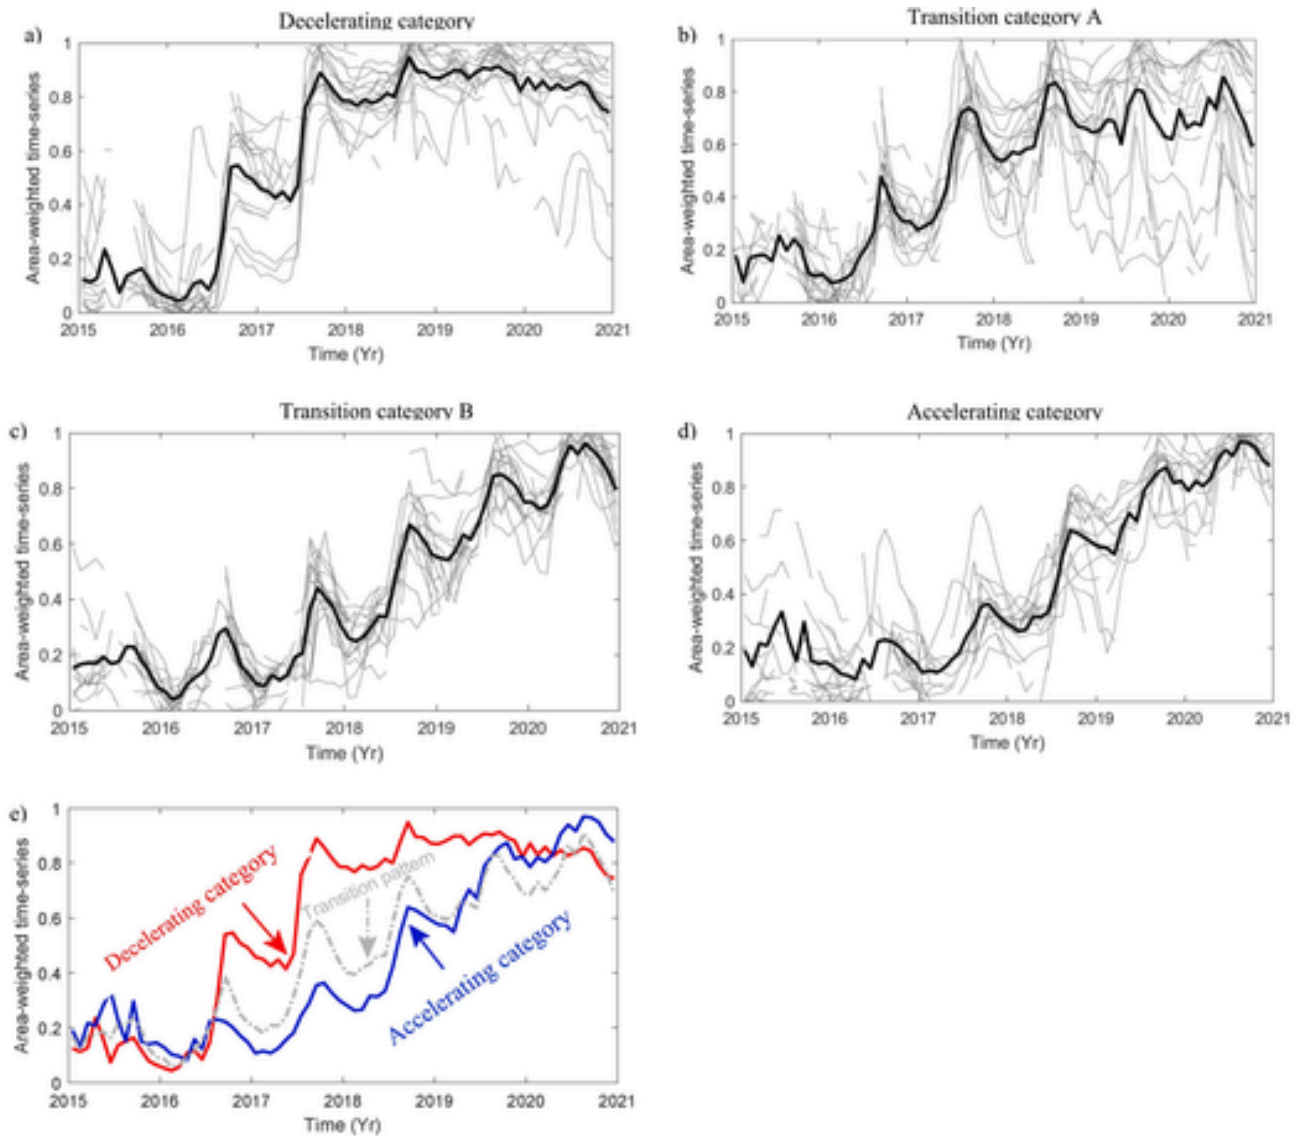 Decelerating category
a)
Area-weighted time-series
1
0.8
0.6
0.4
0.2
0
2015 2016 2017 2018 2019 2020 2021
Time (Yr)
Transition category A
b)
Area-weighted time-series
1
0.8
0.6
0.4
0.2
0
2015 2016 2017 2018 2019 2020 2021
Time (Yr)
Transition category B
c)
Area-weighted time-series
1
0.8
0.6
0.4
0.2
0
2015 2016 2017 2018 2019 2020 2021
Time (Yr)
Accelerating category
d)
Area-weighted time-series
1
0.8
0.6
0.4
0.2
0
2015 2016 2017 2018 2019 2020 2021
Time (Yr)
e)
Area-weighted time-series
1
0.8
0.6
0.4
0.2
0
Decelerating category
Transition pattern
Accelerating category
2015 2016 2017 2018 2019 2020 2021
Time (Yr)